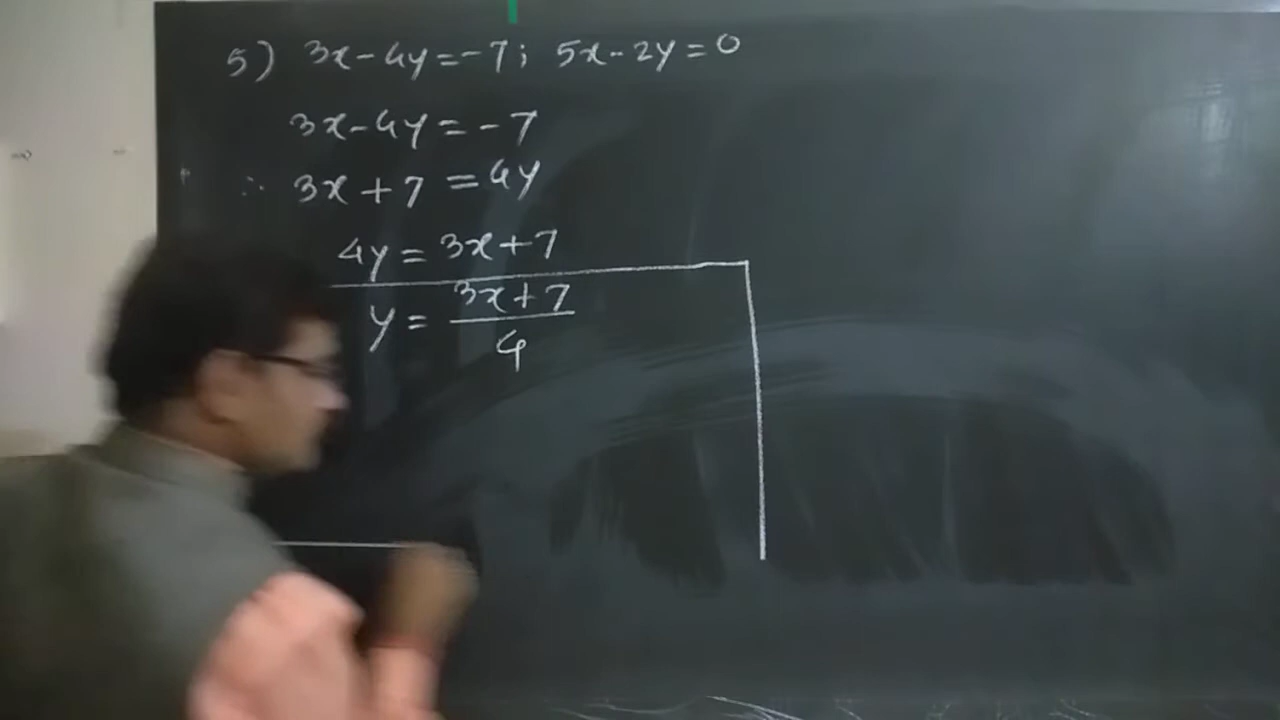 5) 3x-4y=-7; 5x-2y=0
3x-4y=-7
∴ 3x+7=4y
4y=3x+7
y=3x+7/4